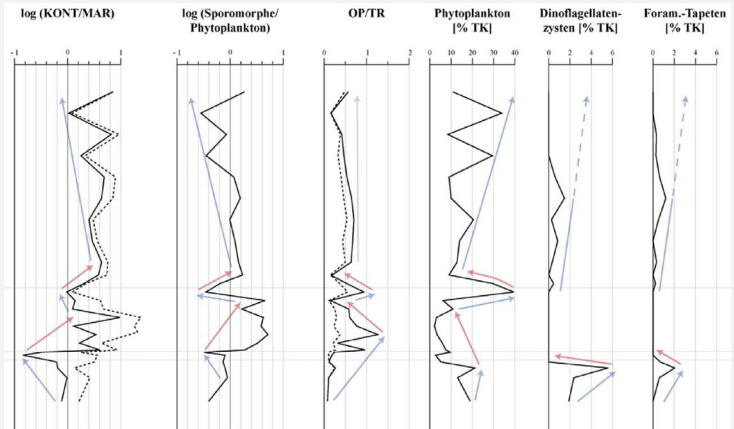 log (KONT/MAR)
-1 0 1
log (Sporomorphe/
Phytoplankton)
-1 0 1
OP/TR
0 1 2
Phytoplankton
[% TK]
0 10 20 30 40
Dinoflagellaten-
zysten [% TK]
0 2 4 6
Foram.-Tapeten
[% TK]
0 2 4 6